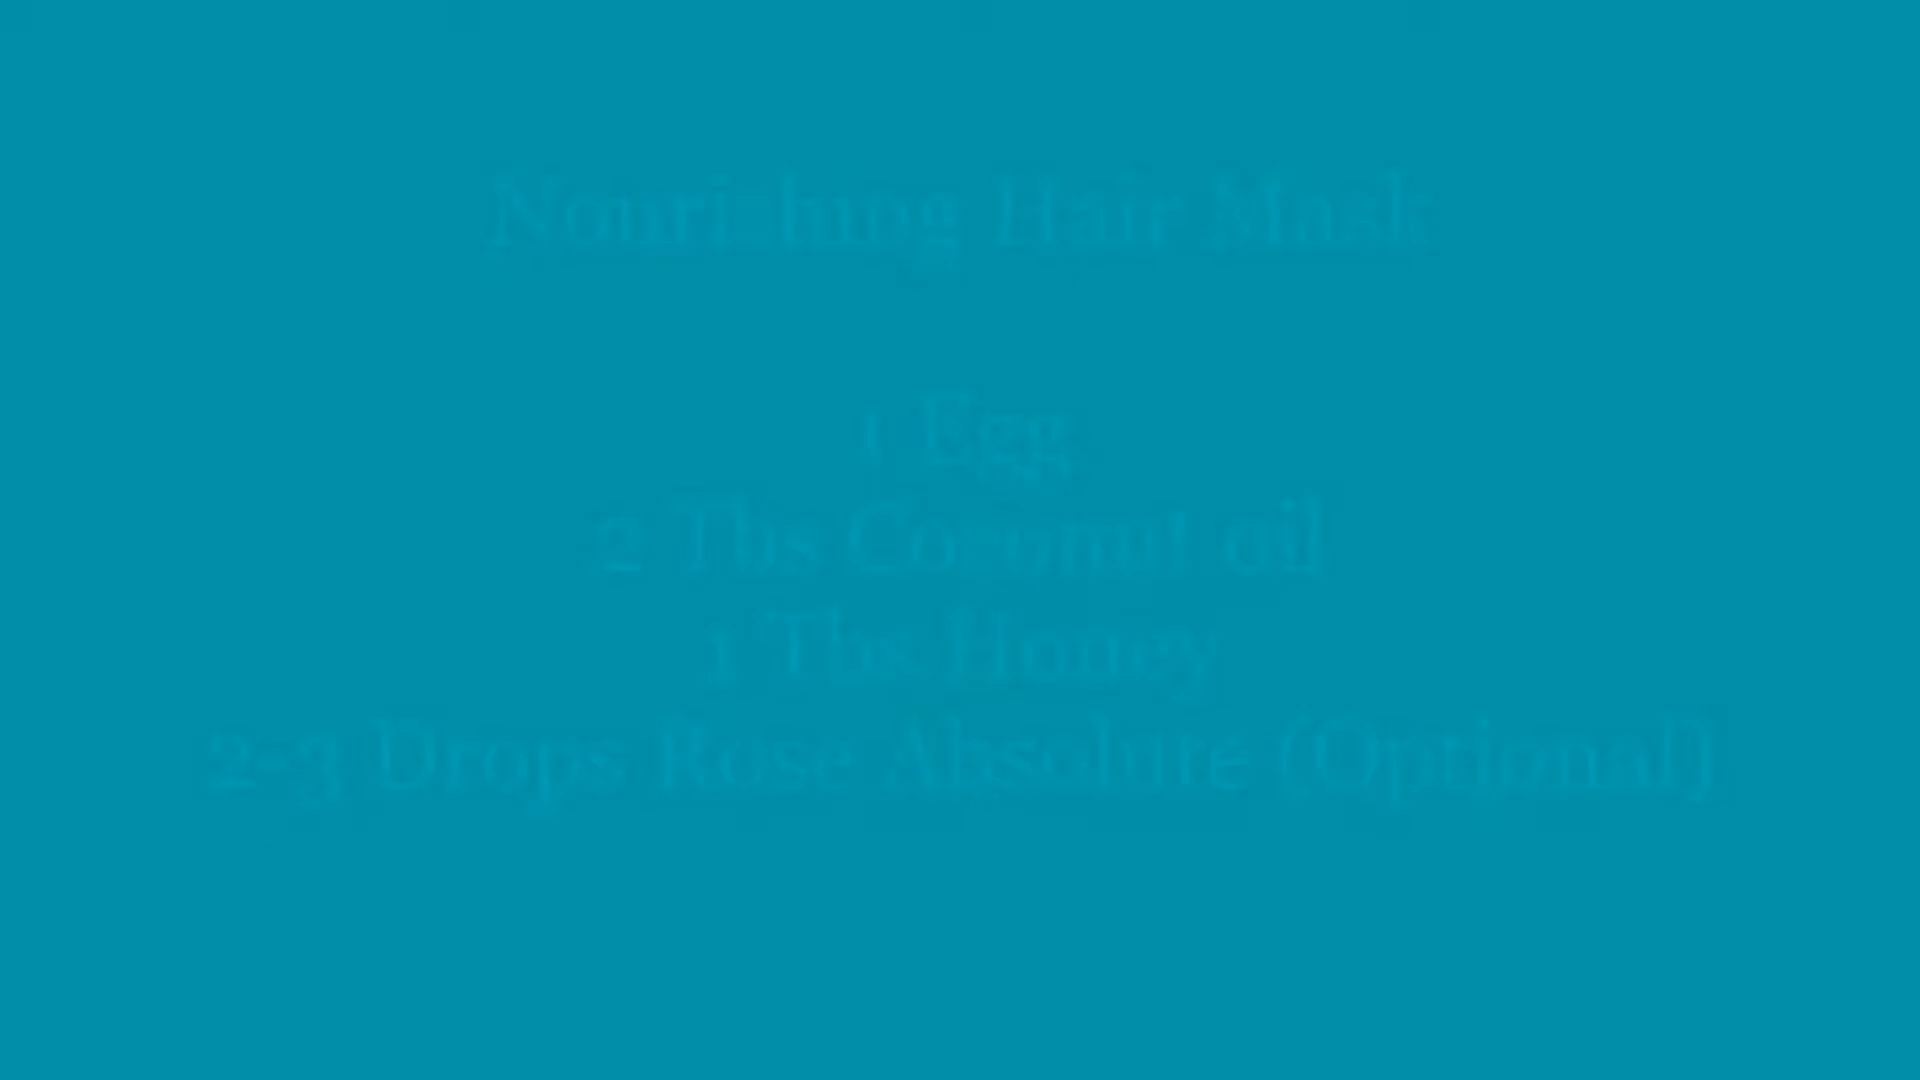 Nourishing Hair Mask
1 Egg
2 Tbs Coconut oil
1 Tbs Honey
2-3 Drops Rose Absolute (Optional)